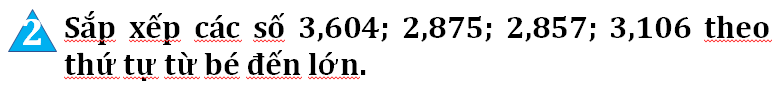 2 Sắp xếp các số 3,604; 2,875; 2,857; 3,106 theo
thứ tự từ bé đến lớn.